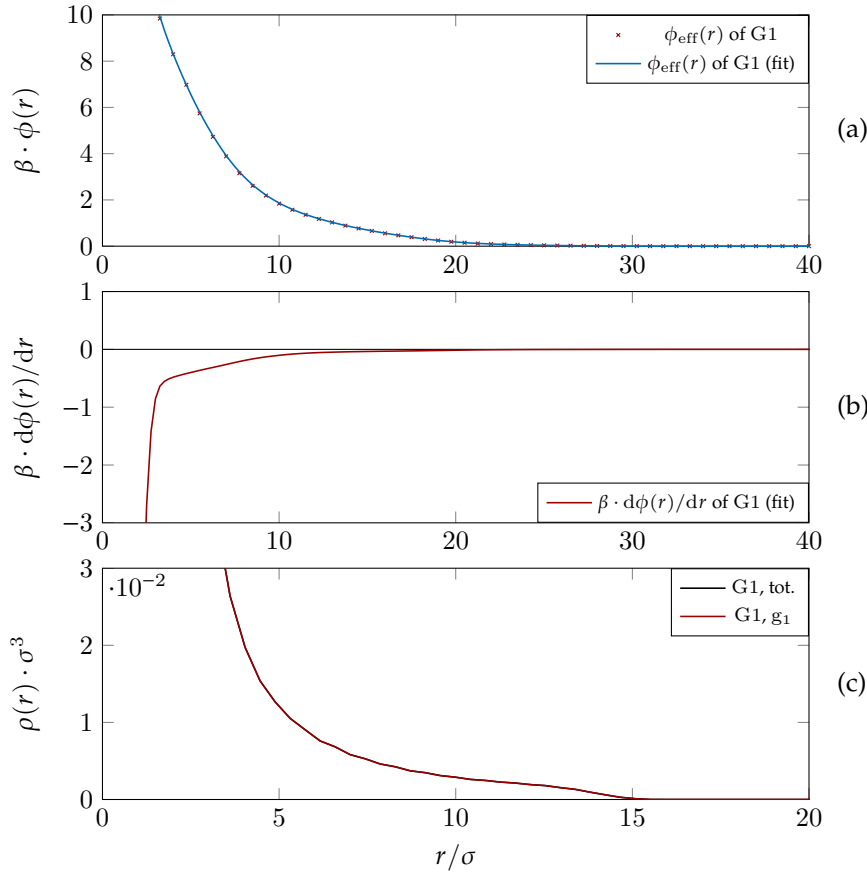 10
8
6
4
2
0
β · ϕ(r)
ϕeff(r) of G1
ϕeff(r) of G1 (fit)
(a)
0 10 20 30 40
1
0
−1
−2
−3
β · dϕ(r)/dr
β · dϕ(r)/dr of G1 (fit)
(b)
0 10 20 30 40
3
2
1
0
·10−2
ρ(r) · σ3
G1, tot.
G1, g1
(c)
0 5 10 15 20
r/σ